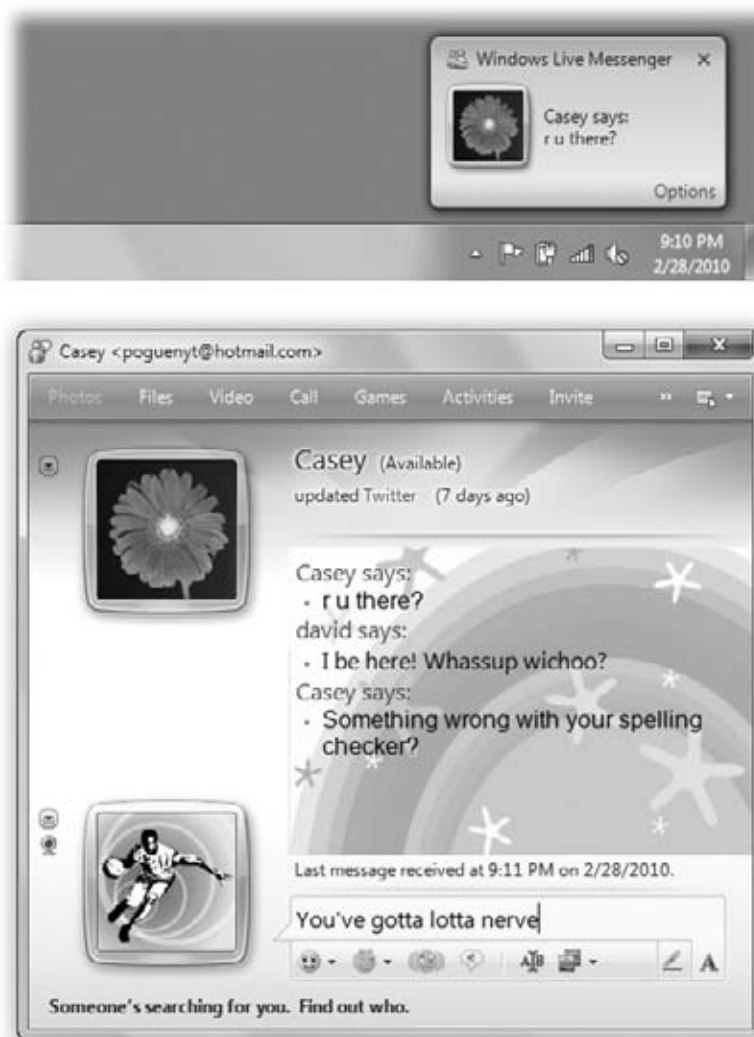 Windows Live Messenger
Casey says:
r u there?
Options
9:10 PM
2/28/2010
Casey <poguenyt@hotmail.com>
Photos Files Video Call Games Activities Invite »
Casey (Available)
updated Twitter (7 days ago)
Casey says:
• r u there?
david says:
• I be here! Whassup wichoo?
Casey says:
• Something wrong with your spelling
checker?
Last message received at 9:11 PM on 2/28/2010.
You've gotta lotta nerve
Someone's searching for you. Find out who.